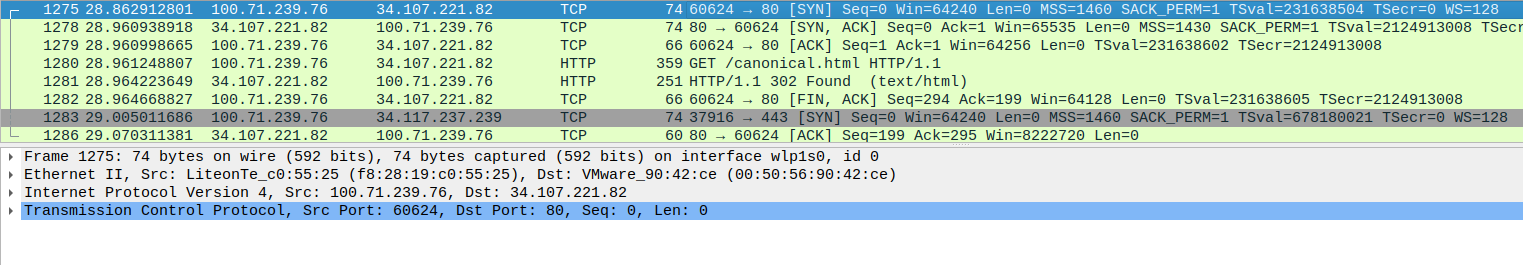 1275 28.862912801 100.71.239.76 34.107.221.82 TCP 74 60624 → 80 [SYN] Seq=0 Win=64240 Len=0 MSS=1460 SACK_PERM=1 TSval=231638504 TSecr=0 WS=128
1278 28.960938918 34.107.221.82 100.71.239.76 TCP 74 80 → 60624 [SYN, ACK] Seq=0 Ack=1 Win=65535 Len=0 MSS=1430 SACK_PERM=1 TSval=2124913008 TSecr
1279 28.960998665 100.71.239.76 34.107.221.82 TCP 66 60624 → 80 [ACK] Seq=1 Ack=1 Win=64256 Len=0 TSval=231638602 TSecr=2124913008
1280 28.961248807 100.71.239.76 34.107.221.82 HTTP 359 GET /canonical.html HTTP/1.1
1281 28.964223649 34.107.221.82 100.71.239.76 HTTP 251 HTTP/1.1 302 Found (text/html)
1282 28.964668827 100.71.239.76 34.107.221.82 TCP 66 60624 → 80 [FIN, ACK] Seq=294 Ack=199 Win=64128 Len=0 TSval=231638605 TSecr=2124913008
1283 29.005011686 100.71.239.76 34.117.237.239 TCP 74 37916 → 443 [SYN] Seq=0 Win=64240 Len=0 MSS=1460 SACK_PERM=1 TSval=678180021 TSecr=0 WS=128
1286 29.070311381 34.107.221.82 100.71.239.76 TCP 60 80 → 60624 [ACK] Seq=199 Ack=295 Win=8222720 Len=0
Frame 1275: 74 bytes on wire (592 bits), 74 bytes captured (592 bits) on interface wlp1s0, id 0
Ethernet II, Src: LiteonTe_c0:55:25 (f8:28:19:c0:55:25), Dst: VMware_90:42:ce (00:50:56:90:42:ce)
Internet Protocol Version 4, Src: 100.71.239.76, Dst: 34.107.221.82
Transmission Control Protocol, Src Port: 60624, Dst Port: 80, Seq: 0, Len: 0